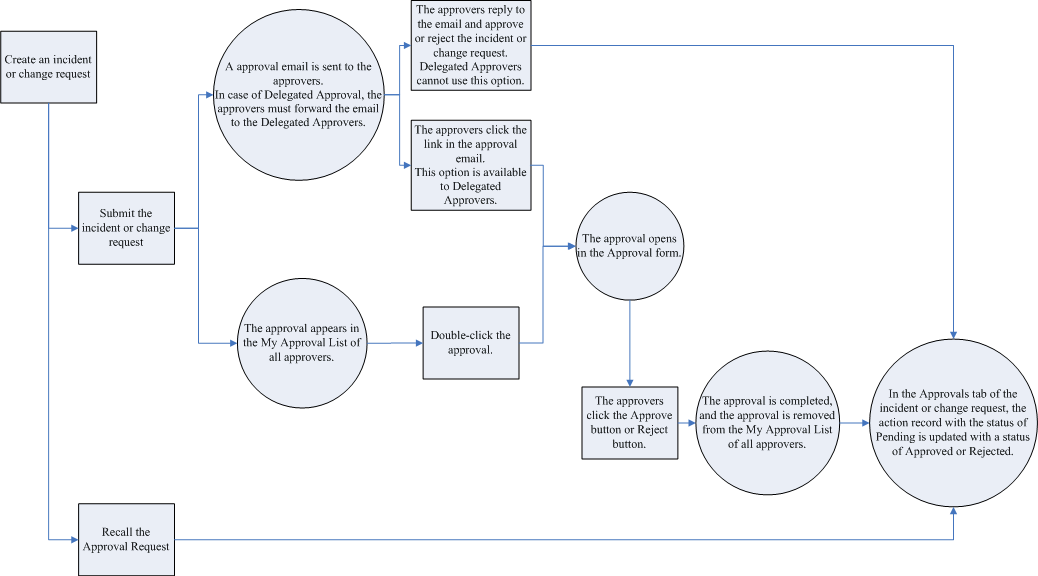 Create an incident
or change request
A approval email is sent to the
approvers.
In case of Delegated Approval, the
approvers must forward the email
to the Delegated Approvers.
The approvers reply to
the email and approve
or reject the incident or
change request.
Delegated Approvers
cannot use this option.
The approvers click the
link in the approval
email.
This option is available
to Delegated
Approvers.
Submit the
incident or change
request
The approval opens
in the Approval form.
The approval appears in
the My Approval List of
all approvers.
Double-click the
approval.
The approvers
click the Approve
button or Reject
button.
The approval is completed,
and the approval is removed
from the My Approval List
of all approvers.
In the Approvals tab of the
incident or change request, the
action record with the status of
Pending is updated with a status
of Approved or Rejected.
Recall the
Approval Request